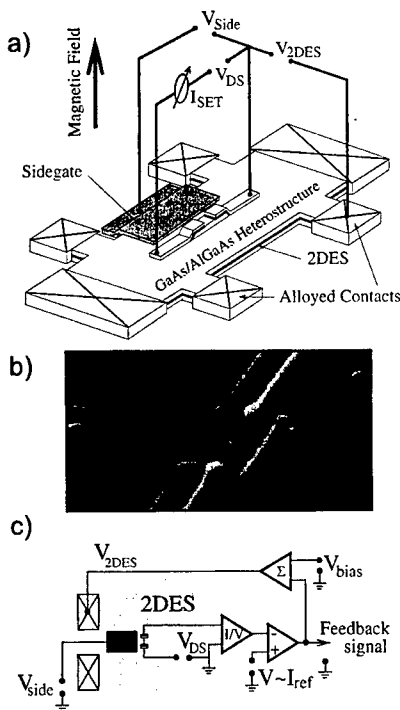 a)
Magnetic Field
V_Side
V_2DES
V_DS
I_SET
Sidegate
GaAs/AlGaAs Heterostructure
2DES
Alloyed Contacts
b)
c)
V_2DES
Σ
V_bias
2DES
I/V
-
+
V_DS
Feedback
signal
V_side
V~I_ref